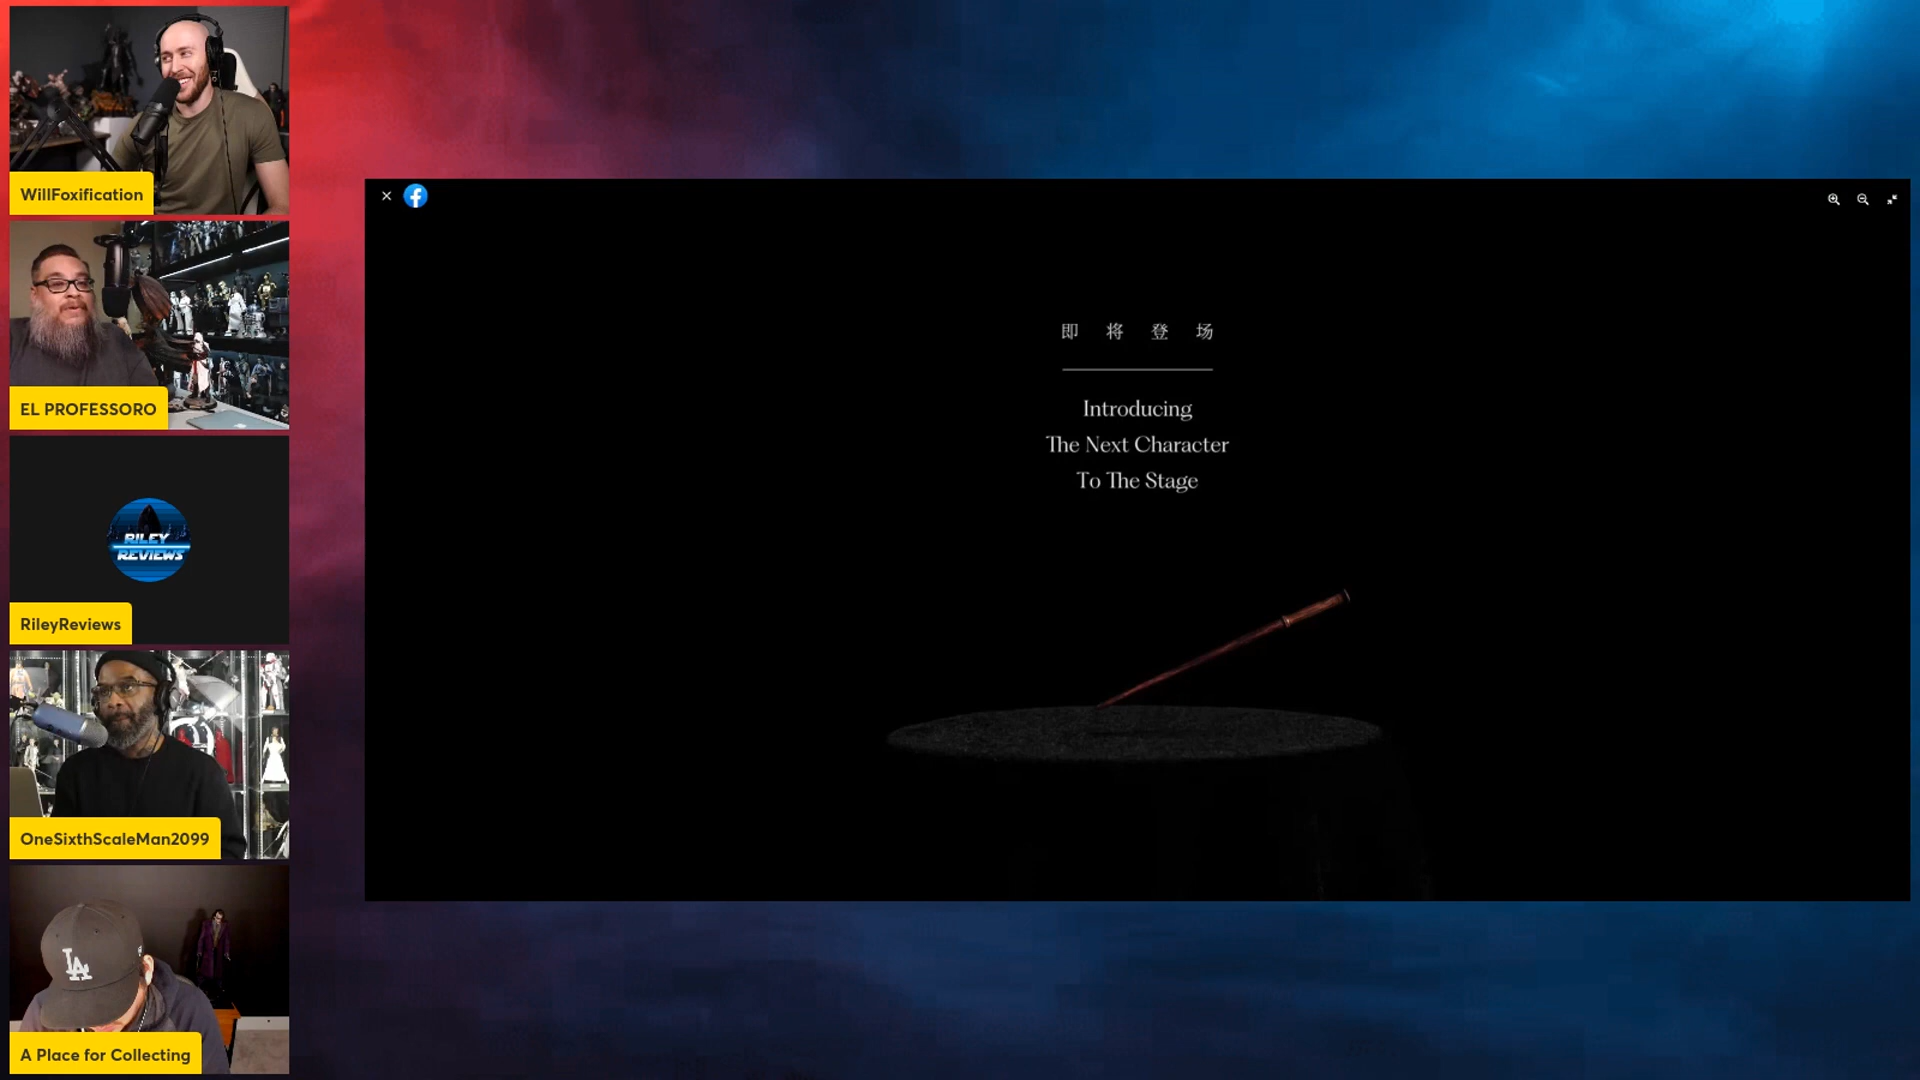 WillFoxification
EL PROFESSORO
RILEY
REVIEWS
RileyReviews
OneSixthScaleMan2099
LA
A Place for Collecting
即将登场
Introducing
The Next Character
To The Stage